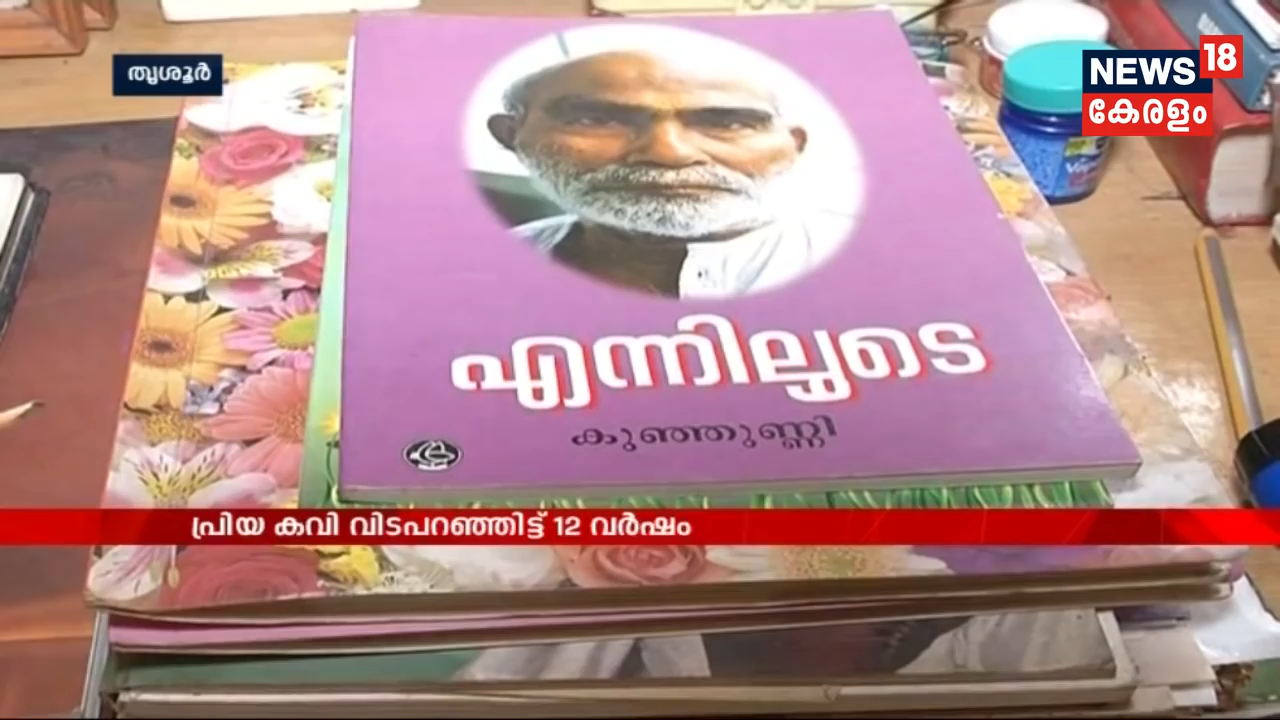 തൃശൂർ
NEWS 18
കേരളം
എന്നിലൂടെ
കുഞ്ഞുണ്ണി
പ്രിയ കവി വിടപറഞ്ഞിട്ട് 12 വർഷം